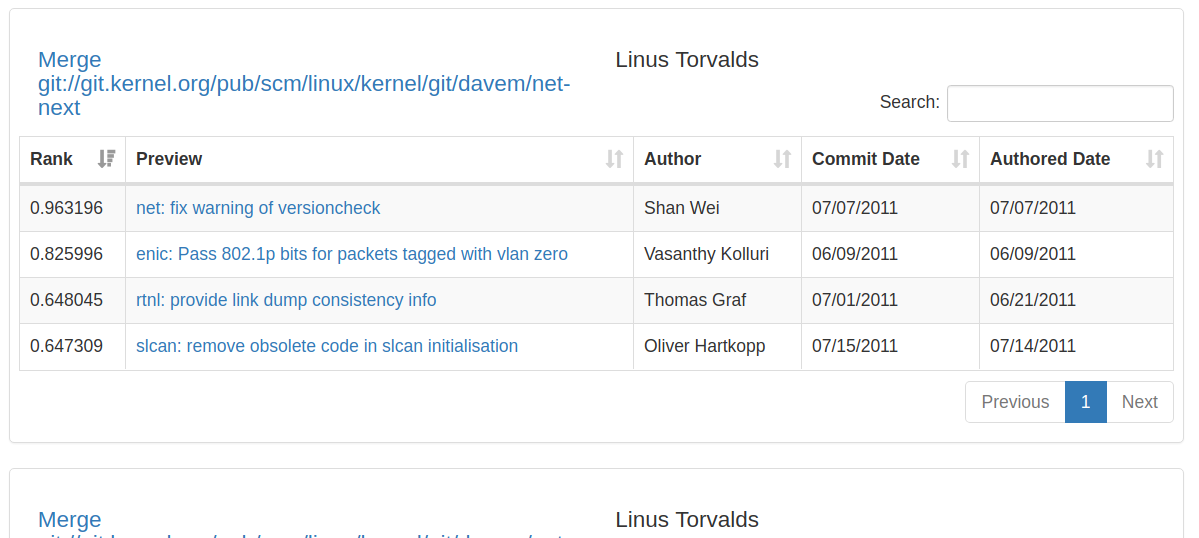 Merge
git://git.kernel.org/pub/scm/linux/kernel/git/davem/net-
next
Linus Torvalds
Search:
Rank Preview Author Commit Date Authored Date
0.963196 net: fix warning of versioncheck Shan Wei 07/07/2011 07/07/2011
0.825996 enic: Pass 802.1p bits for packets tagged with vlan zero Vasanthy Kolluri 06/09/2011 06/09/2011
0.648045 rtnl: provide link dump consistency info Thomas Graf 07/01/2011 06/21/2011
0.647309 slcan: remove obsolete code in slcan initialisation Oliver Hartkopp 07/15/2011 07/14/2011
Previous 1 Next
Merge
Linus Torvalds